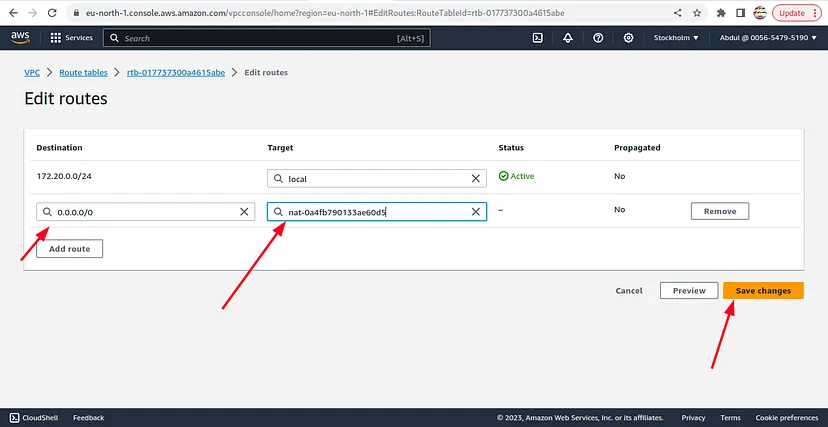 eu-north-1.console.aws.amazon.com/vpcconsole/home?region=eu-north-1#EditRoutes:RouteTableId=rtb-017737300a4615abe
Update
aws
Services
Search
[Alt+S]
Stockholm
Abdul @ 0056-5479-5190
VPC > Route tables > rtb-017737300a4615abe > Edit routes
Edit routes
Destination Target Status Propagated
172.20.0.0/24 local Active No
0.0.0.0/0 nat-0a4fb790133ae60d5 – No Remove
Add route
Cancel Preview Save changes
CloudShell Feedback © 2023, Amazon Web Services, Inc. or its affiliates. Privacy Terms Cookie preferences